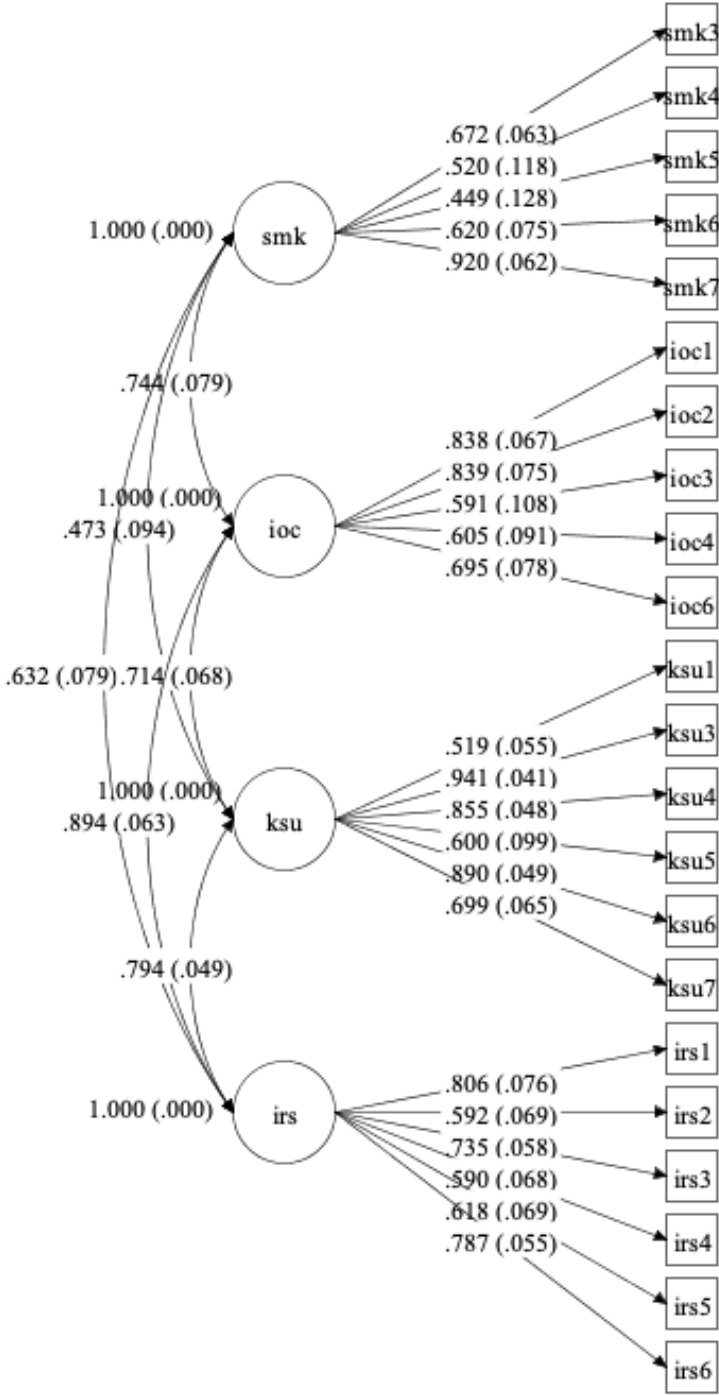 smk3
smk4
smk5
smk6
smk7
.672 (.063)
.520 (.118)
.449 (.128)
.620 (.075)
.920 (.062)
1.000 (.000)
smk
ioc1
ioc2
ioc3
ioc4
ioc6
.744 (.079)
.838 (.067)
.839 (.075)
.591 (.108)
.605 (.091)
.695 (.078)
1.000 (.000)
.473 (.094)
ioc
ksu1
ksu3
ksu4
ksu5
ksu6
ksu7
.632 (.079) .714 (.068)
.519 (.055)
.941 (.041)
.855 (.048)
.600 (.099)
.890 (.049)
.699 (.065)
1.000 (.000)
.894 (.063)
ksu
.794 (.049)
irs1
irs2
irs3
irs4
irs5
irs6
.806 (.076)
.592 (.069)
.735 (.058)
.590 (.068)
.618 (.069)
.787 (.055)
1.000 (.000)
irs